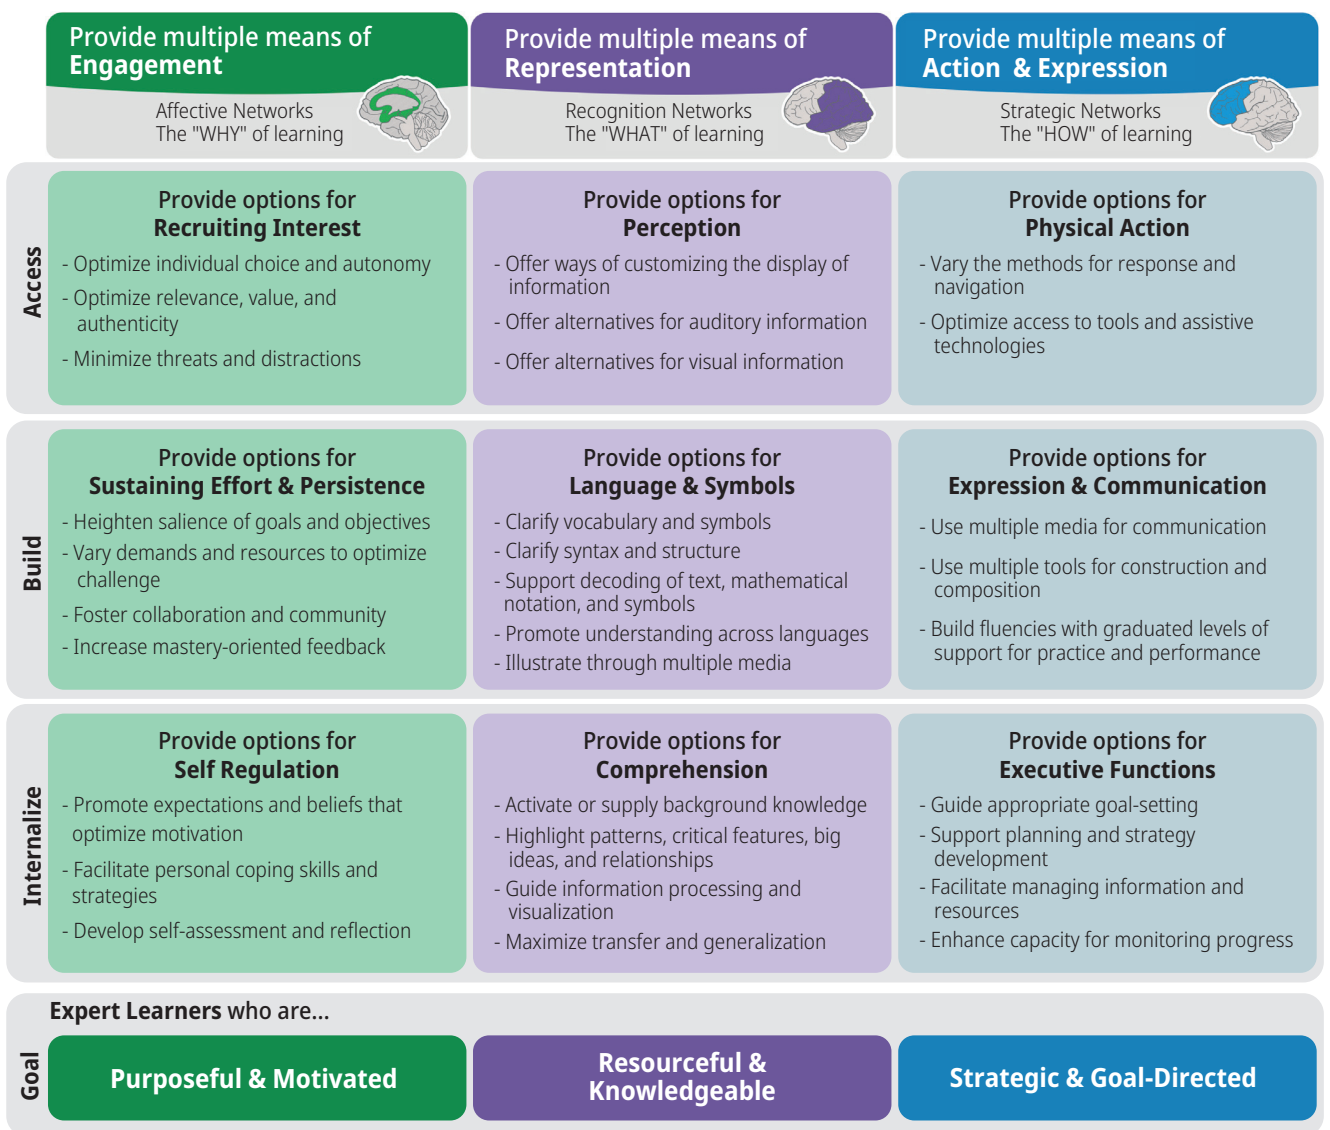 Provide multiple means of
Engagement
Affective Networks
The "WHY" of learning
Provide multiple means of
Representation
Recognition Networks
The "WHAT" of learning
Provide multiple means of
Action & Expression
Strategic Networks
The "HOW" of learning
Access
Provide options for
Recruiting Interest
- Optimize individual choice and autonomy
- Optimize relevance, value, and
authenticity
- Minimize threats and distractions
Provide options for
Perception
- Offer ways of customizing the display of
information
- Offer alternatives for auditory information
- Offer alternatives for visual information
Provide options for
Physical Action
- Vary the methods for response and
navigation
- Optimize access to tools and assistive
technologies
Build
Provide options for
Sustaining Effort & Persistence
- Heighten salience of goals and objectives
- Vary demands and resources to optimize
challenge
- Foster collaboration and community
- Increase mastery-oriented feedback
Provide options for
Language & Symbols
- Clarify vocabulary and symbols
- Clarify syntax and structure
- Support decoding of text, mathematical
notation, and symbols
- Promote understanding across languages
- Illustrate through multiple media
Provide options for
Expression & Communication
- Use multiple media for communication
- Use multiple tools for construction and
composition
- Build fluencies with graduated levels of
support for practice and performance
Internalize
Provide options for
Self Regulation
- Promote expectations and beliefs that
optimize motivation
- Facilitate personal coping skills and
strategies
- Develop self-assessment and reflection
Provide options for
Comprehension
- Activate or supply background knowledge
- Highlight patterns, critical features, big
ideas, and relationships
- Guide information processing and
visualization
- Maximize transfer and generalization
Provide options for
Executive Functions
- Guide appropriate goal-setting
- Support planning and strategy
development
- Facilitate managing information and
resources
- Enhance capacity for monitoring progress
Goal
Expert Learners who are...
Purposeful & Motivated
Resourceful &
Knowledgeable
Strategic & Goal-Directed